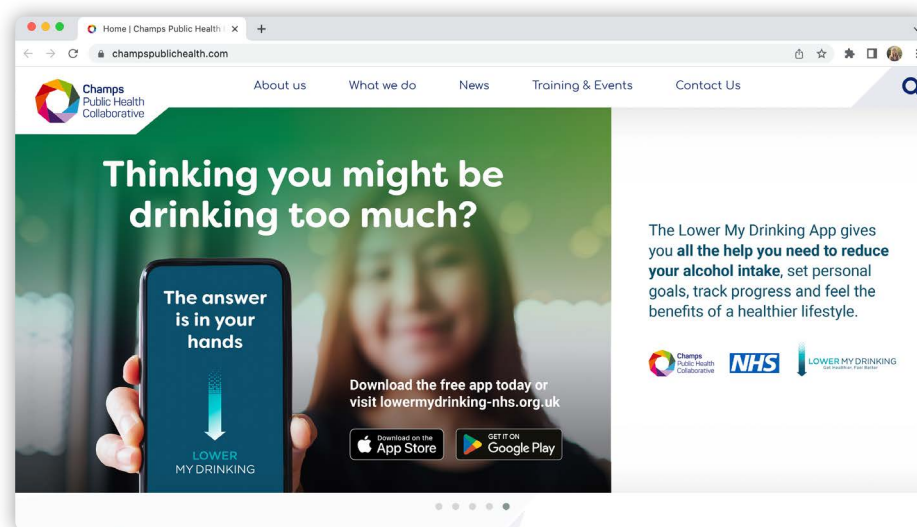 Home | Champs Public Health
champspublichealth.com
Champs
Public Health
Collaborative
About us
What we do
News
Training & Events
Contact Us
Thinking you might be
drinking too much?
The answer
is in your
hands
LOWER
MY DRINKING
Download the free app today or
visit lowermydrinking-nhs.org.uk
Download on the
App Store
GET IT ON
Google Play
The Lower My Drinking App gives
you all the help you need to reduce
your alcohol intake, set personal
goals, track progress and feel the
benefits of a healthier lifestyle.
Champs
Public Health
Collaborative
NHS
LOWER MY DRINKING
Get Healthier, Feel Better